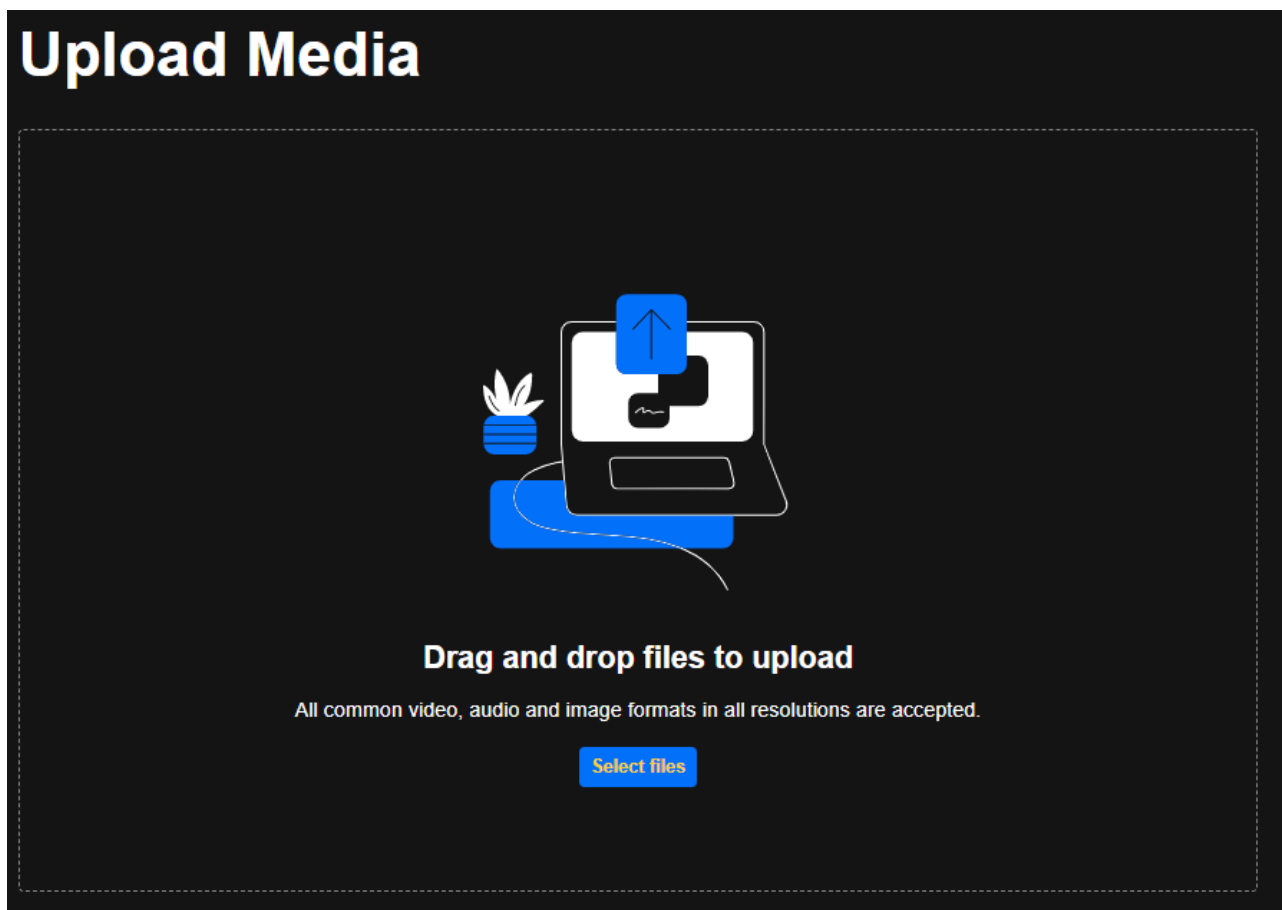 Upload Media
Drag and drop files to upload
All common video, audio and image formats in all resolutions are accepted.
Select files